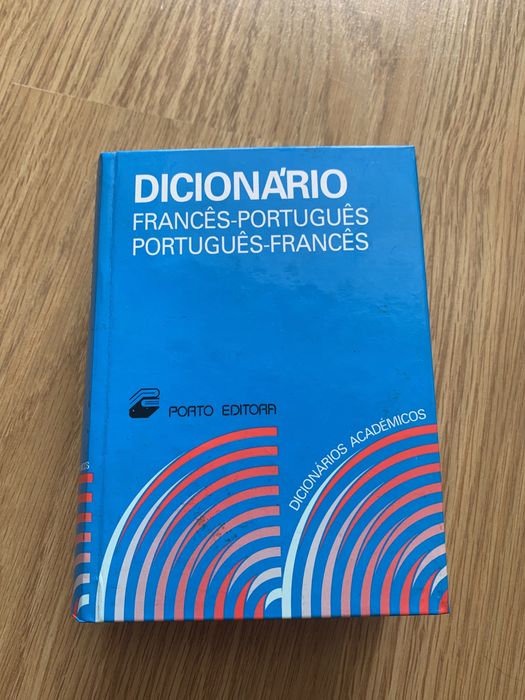 DICIONÁRIO
FRANCÊS-PORTUGUÊS
PORTUGUÊS-FRANCÊS
PORTO EDITORA
DICIONÁRIOS ACADÉMICOS